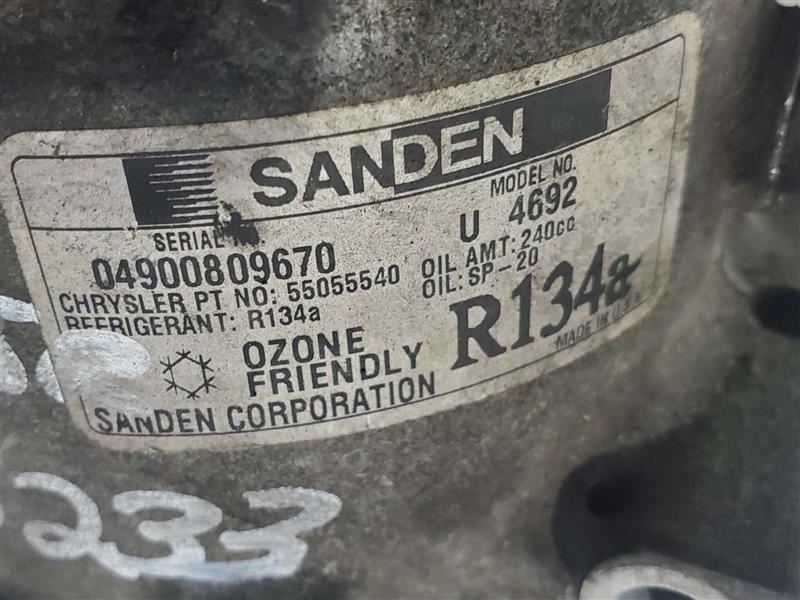 SANDEN
SERIAL NO. MODEL NO.
04900809670 U 4692
CHRYSLER PT NO: 55055540 OIL AMT: 240cc
REFRIGERANT: R134a OIL: SP-20
OZONE
FRIENDLY
R134a
SANDEN CORPORATION
MADE IN U.S.A.
233